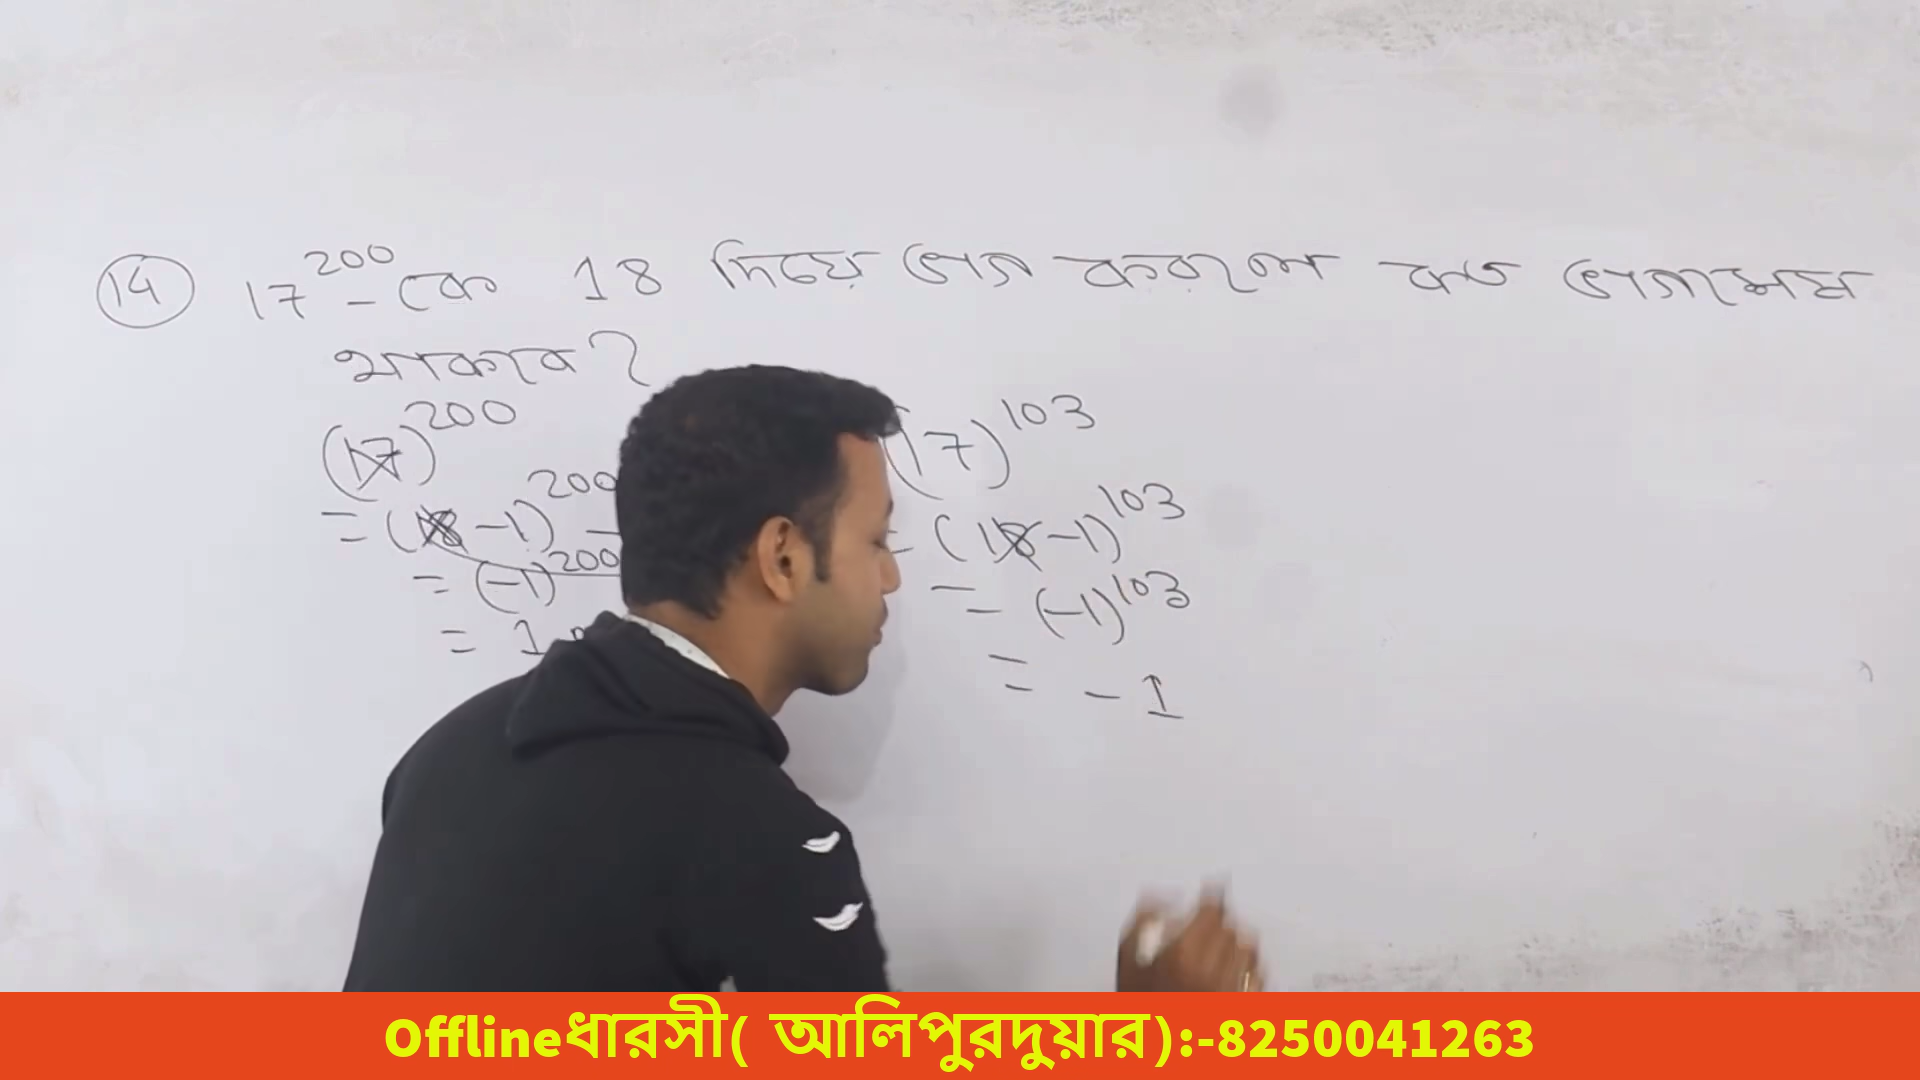 14 17^200 - কে 18 দিয়ে ভাগ করলে কত ভাগশেষ
থাকবে?
(17)^200
= (18-1)^200
= (-1)^200
= 1
(17)^103
= (18-1)^103
= (-1)^103
= -1
Offlineধারসী( আলিপুরদুয়ার):-8250041263